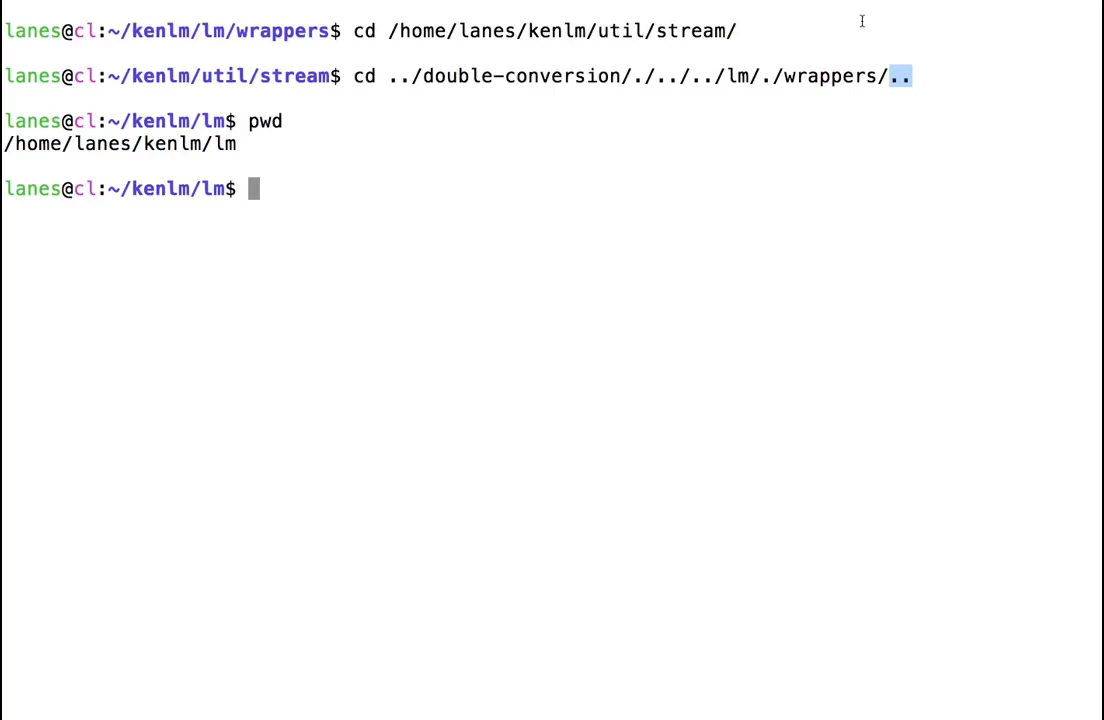 lanes@cl:~/kenlm/lm/wrappers$ cd /home/lanes/kenlm/util/stream/
lanes@cl:~/kenlm/util/stream$ cd ../double-conversion/./../../lm/./wrappers/..
lanes@cl:~/kenlm/lm$ pwd
/home/lanes/kenlm/lm
lanes@cl:~/kenlm/lm$